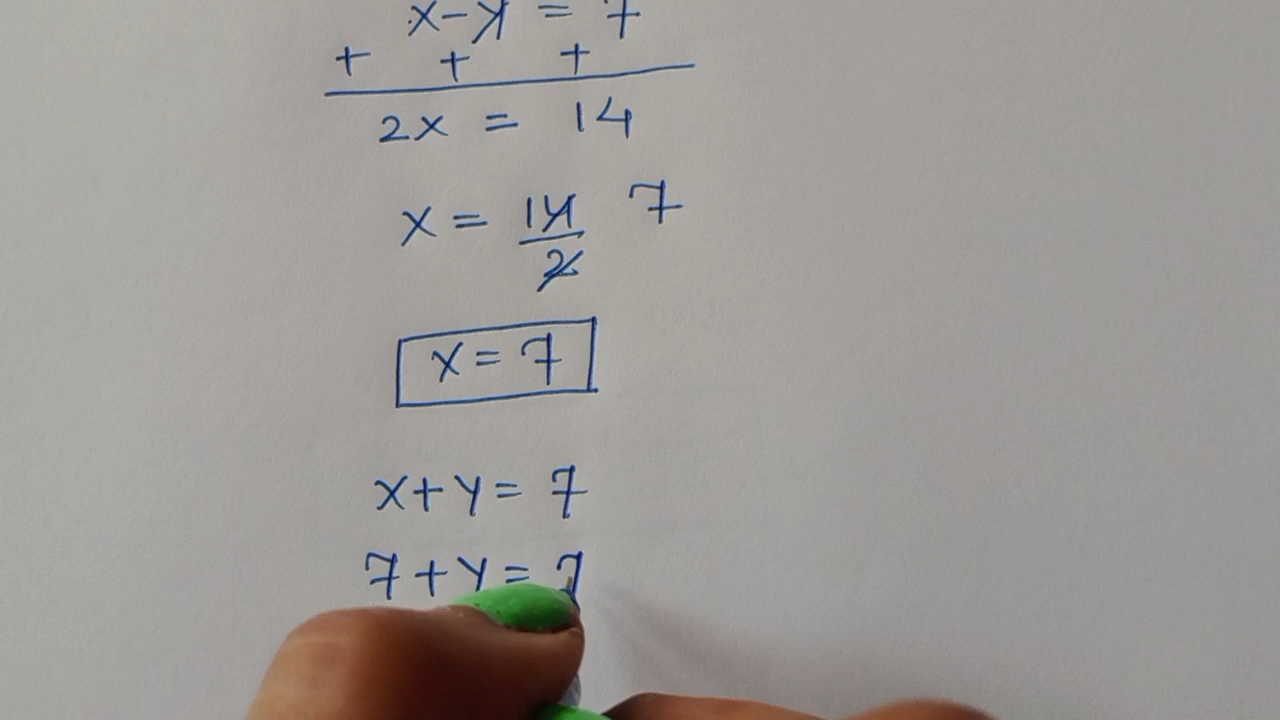 x-y = 7
+ + +
2x = 14
x = 14/2 7
x = 7
x+y = 7
7+y = 7